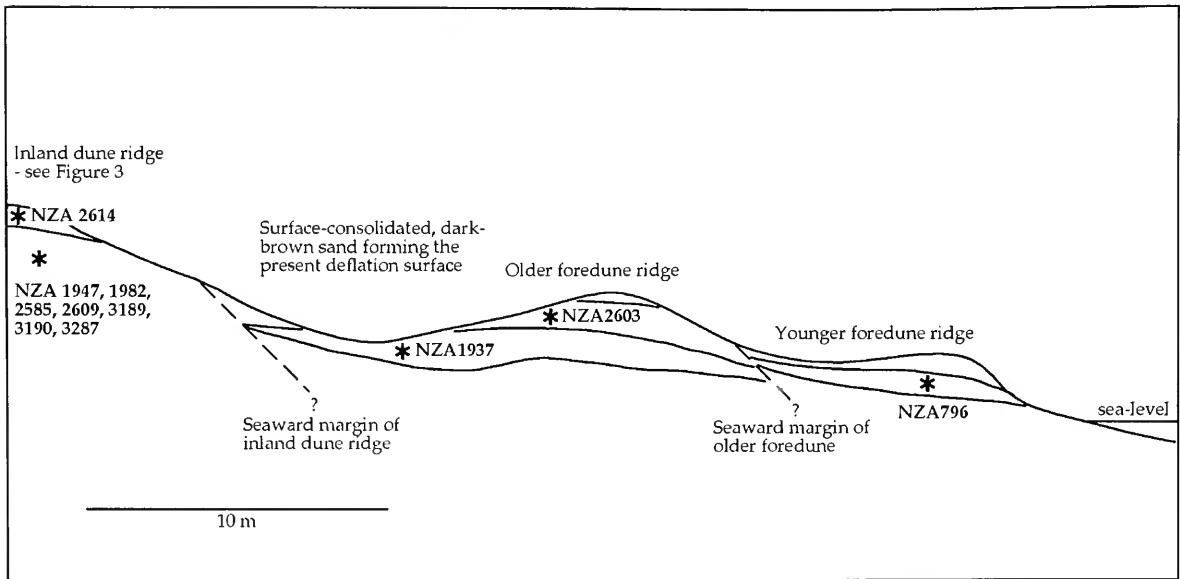 Inland dune ridge
- see Figure 3
NZA 2614
NZA 1947, 1982,
2585, 2609, 3189,
3190, 3287
Surface-consolidated, dark-
brown sand forming the
present deflation surface
Older foredune ridge
NZA2603
NZA1937
Younger foredune ridge
NZA796
sea-level
?
Seaward margin of
inland dune ridge
?
Seaward margin of
older foredune
10 m